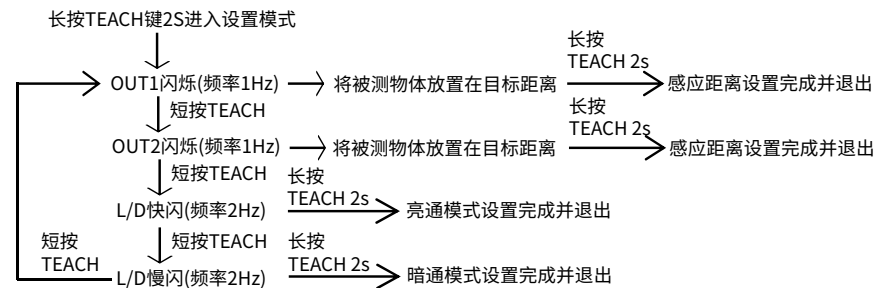 长按TEACH键2S进入设置模式
OUT1闪烁(频率1Hz)
将被测物体放置在目标距离
长按
TEACH 2s
感应距离设置完成并退出
短按TEACH
OUT2闪烁(频率1Hz)
将被测物体放置在目标距离
长按
TEACH 2s
感应距离设置完成并退出
短按TEACH
L/D快闪(频率2Hz)
长按
TEACH 2s
亮通模式设置完成并退出
短按TEACH
L/D慢闪(频率2Hz)
长按
TEACH 2s
暗通模式设置完成并退出
短按
TEACH